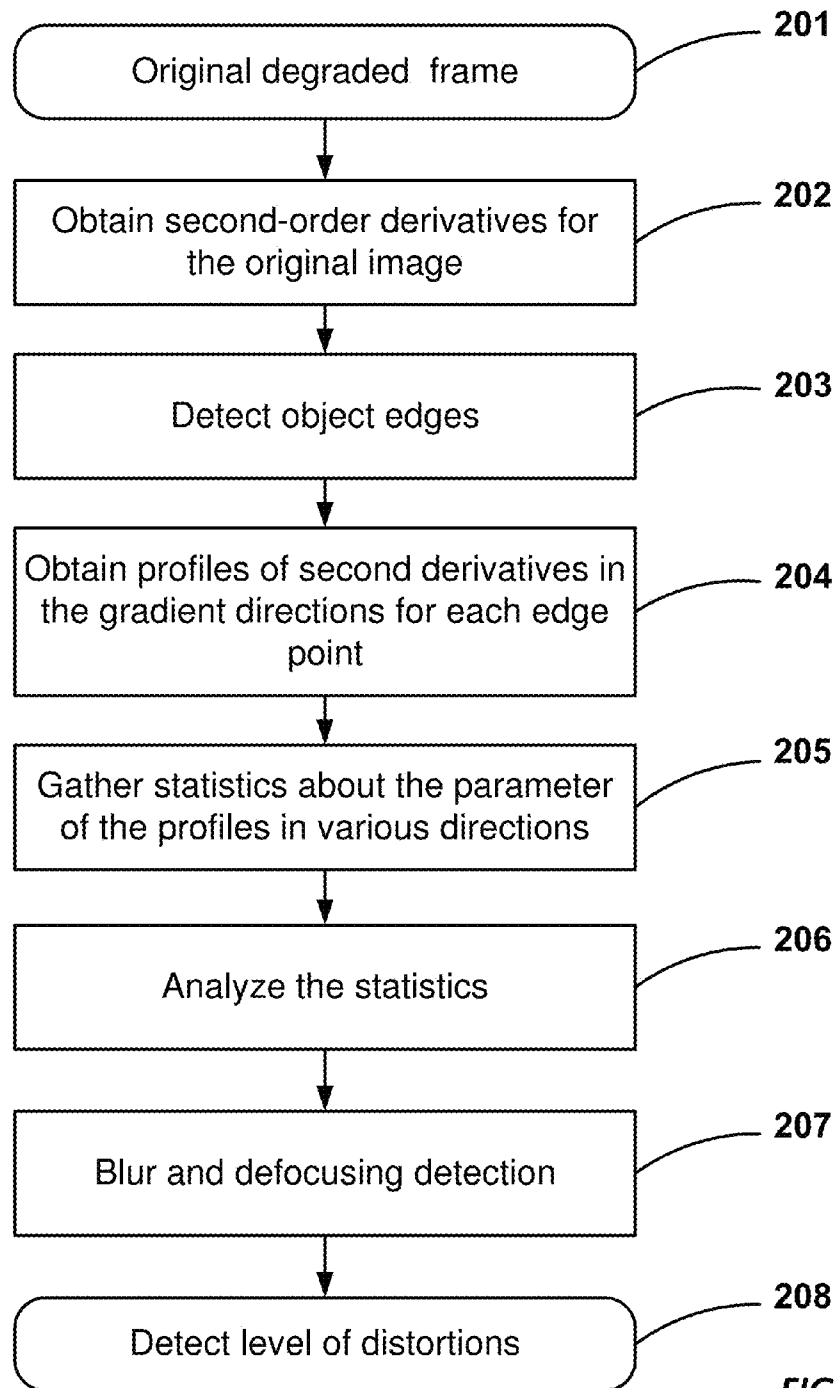 201
Original degraded frame
202
Obtain second-order derivatives for
the original image
203
Detect object edges
204
Obtain profiles of second derivatives in
the gradient directions for each edge
point
205
Gather statistics about the parameter
of the profiles in various directions
206
Analyze the statistics
207
Blur and defocusing detection
208
Detect level of distortions